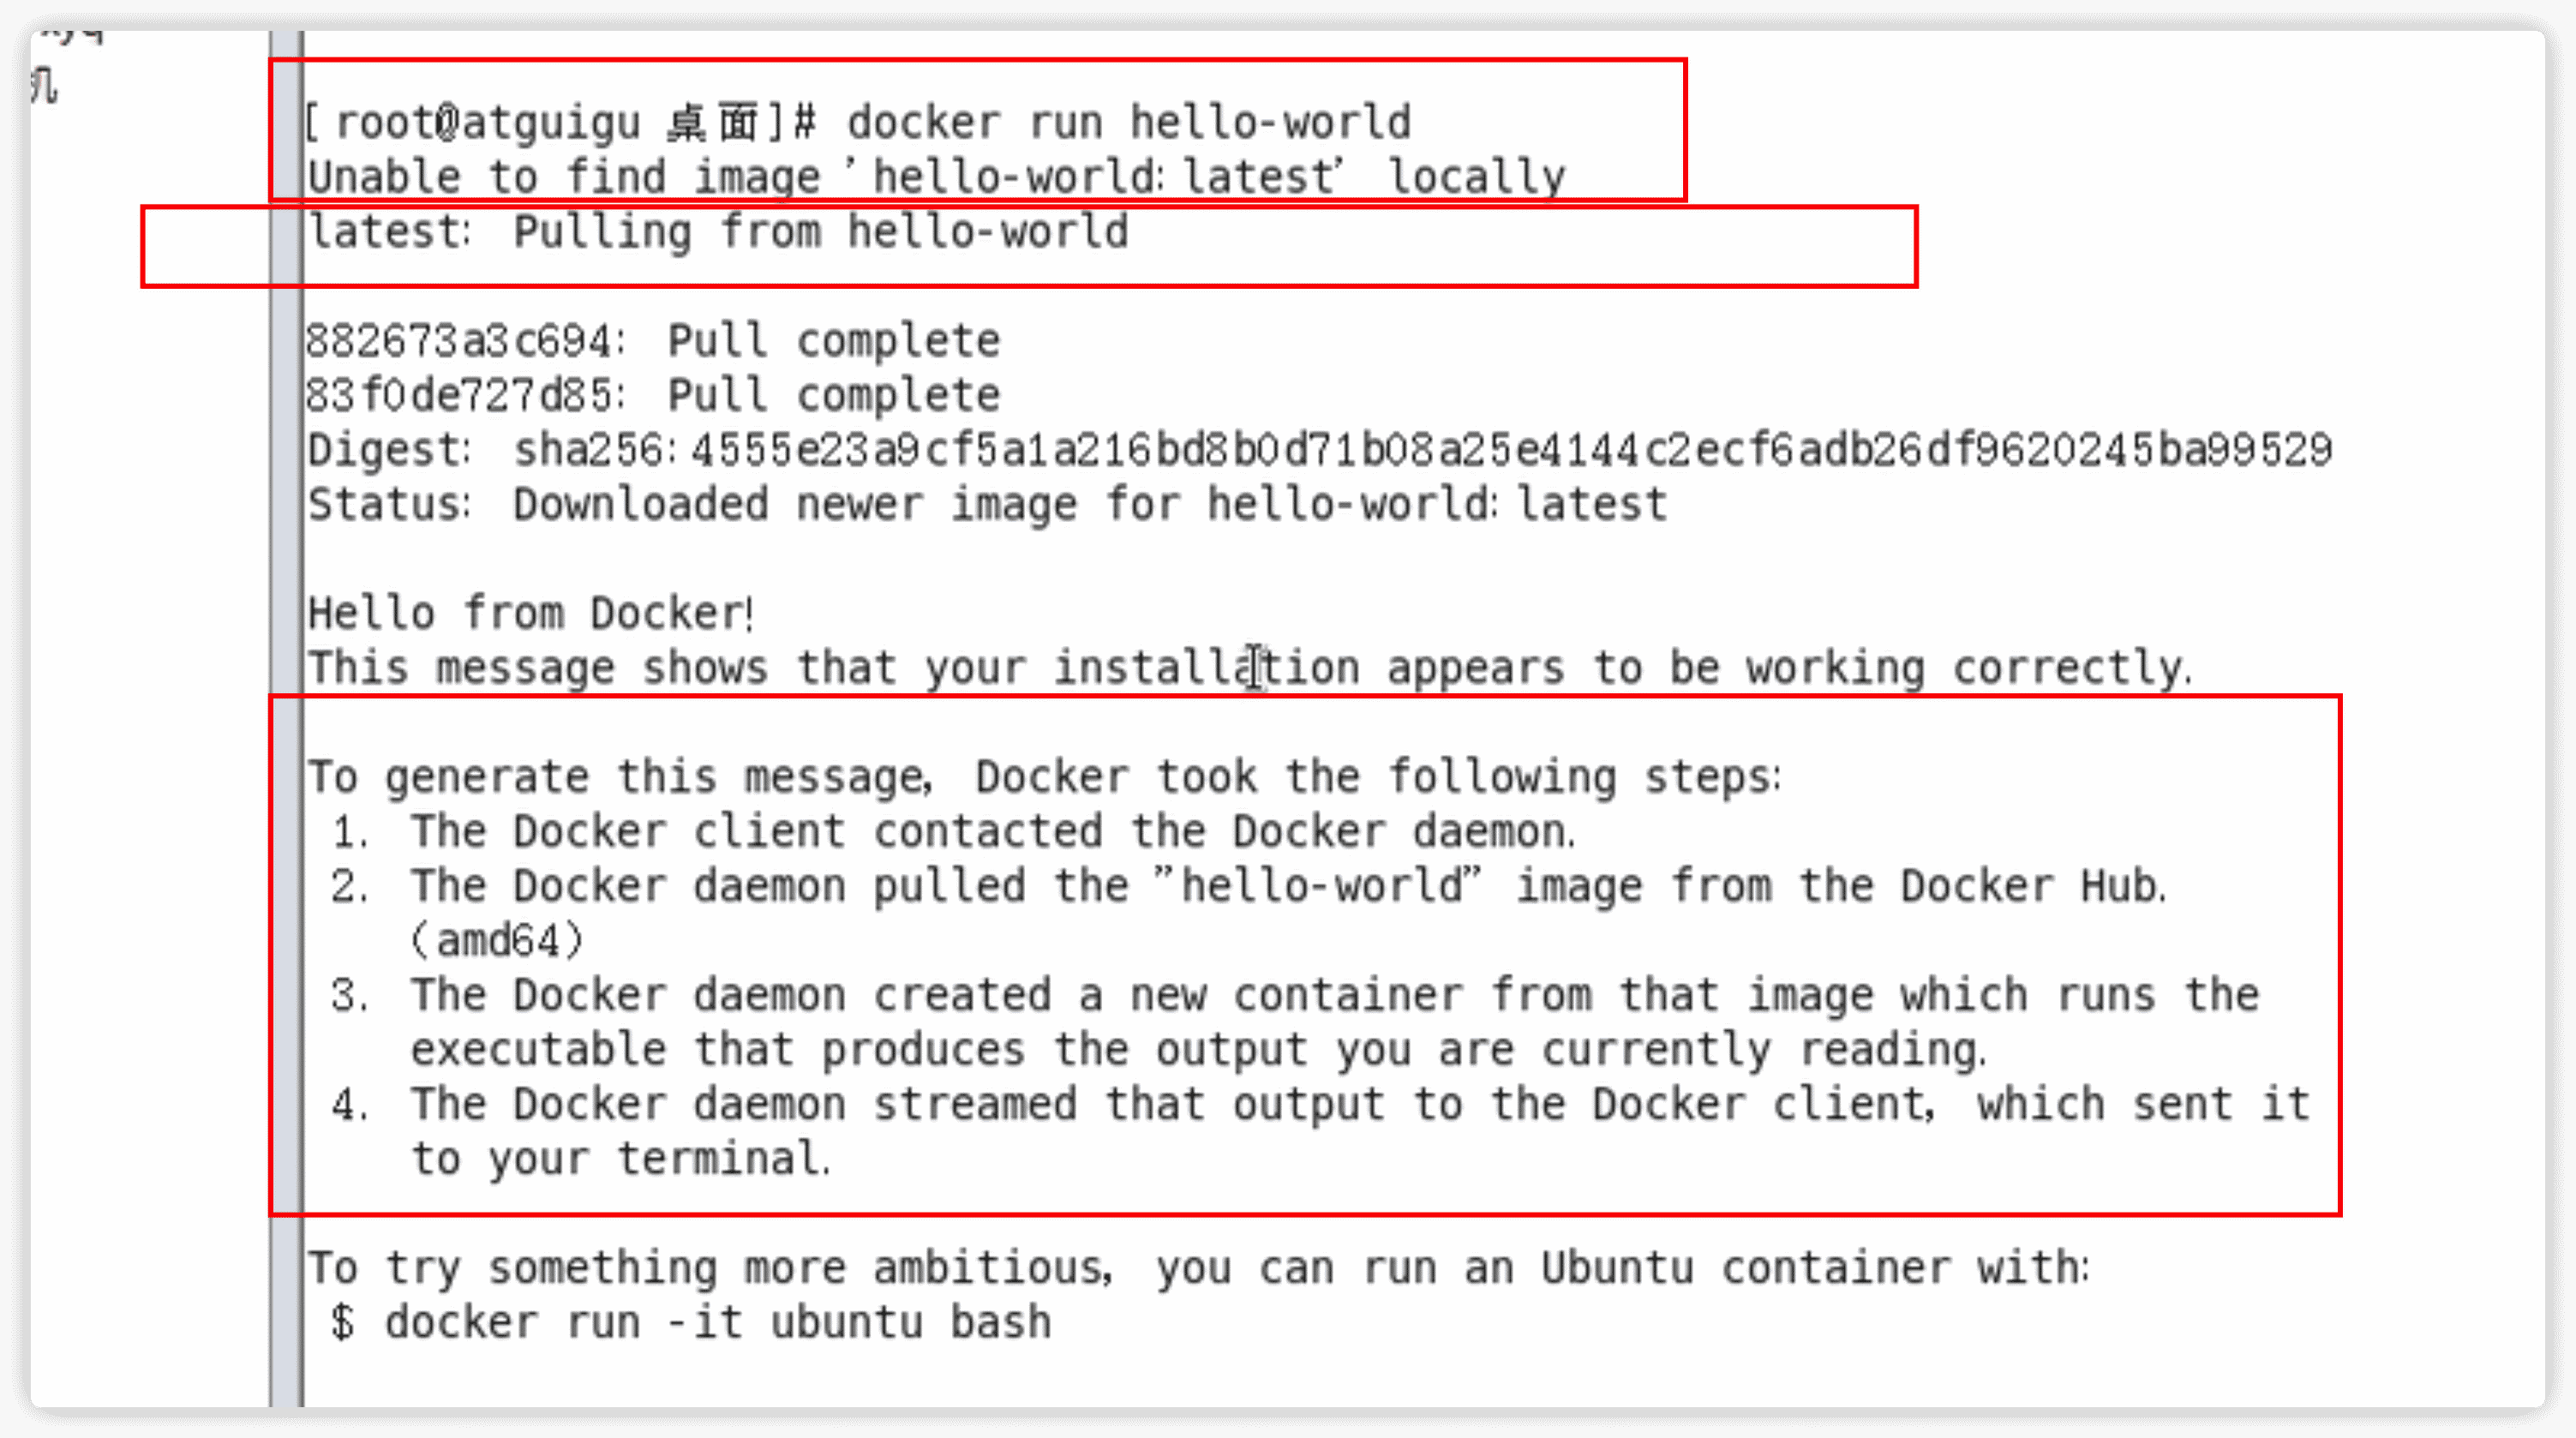 机
[root@atguigu 桌面]# docker run hello-world
Unable to find image 'hello-world:latest' locally
latest: Pulling from hello-world
882673a3c694: Pull complete
83f0de727d85: Pull complete
Digest: sha256:4555e23a9cf5a1a216bd8b0d71b08a25e4144c2ecf6adb26df9620245ba99529
Status: Downloaded newer image for hello-world:latest
Hello from Docker!
This message shows that your installation appears to be working correctly.
To generate this message, Docker took the following steps:
1. The Docker client contacted the Docker daemon.
2. The Docker daemon pulled the "hello-world" image from the Docker Hub.
(amd64)
3. The Docker daemon created a new container from that image which runs the
executable that produces the output you are currently reading.
4. The Docker daemon streamed that output to the Docker client, which sent it
to your terminal.
To try something more ambitious, you can run an Ubuntu container with:
$ docker run -it ubuntu bash